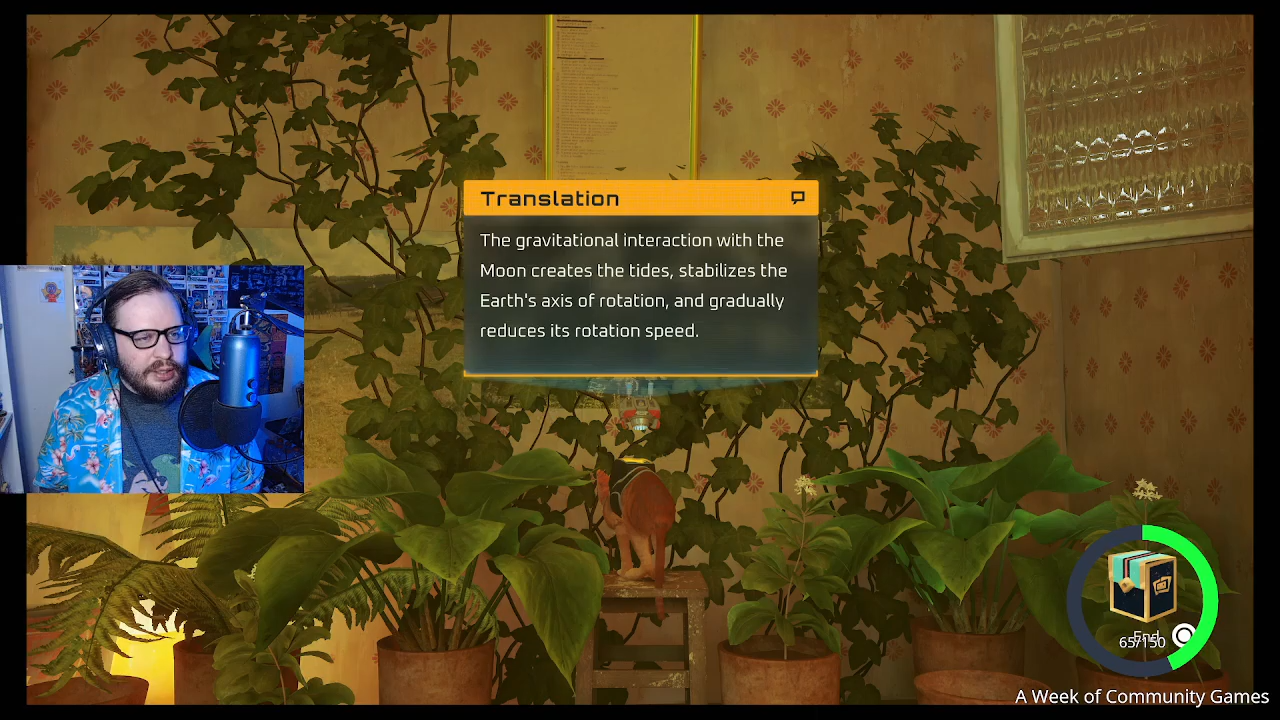 Translation
The gravitational interaction with the
Moon creates the tides, stabilizes the
Earth's axis of rotation, and gradually
reduces its rotation speed.
End
65/150
A Week of Community Games